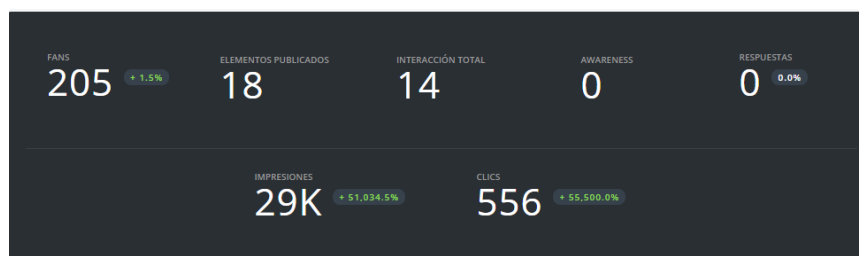 FANS
205 + 1.5%
ELEMENTOS PUBLICADOS
18
INTERACCIÓN TOTAL
14
AWARENESS
0
RESPUESTAS
0 0.0%
IMPRESIONES
29K + 51,034.5%
CLICS
556 + 55,500.0%